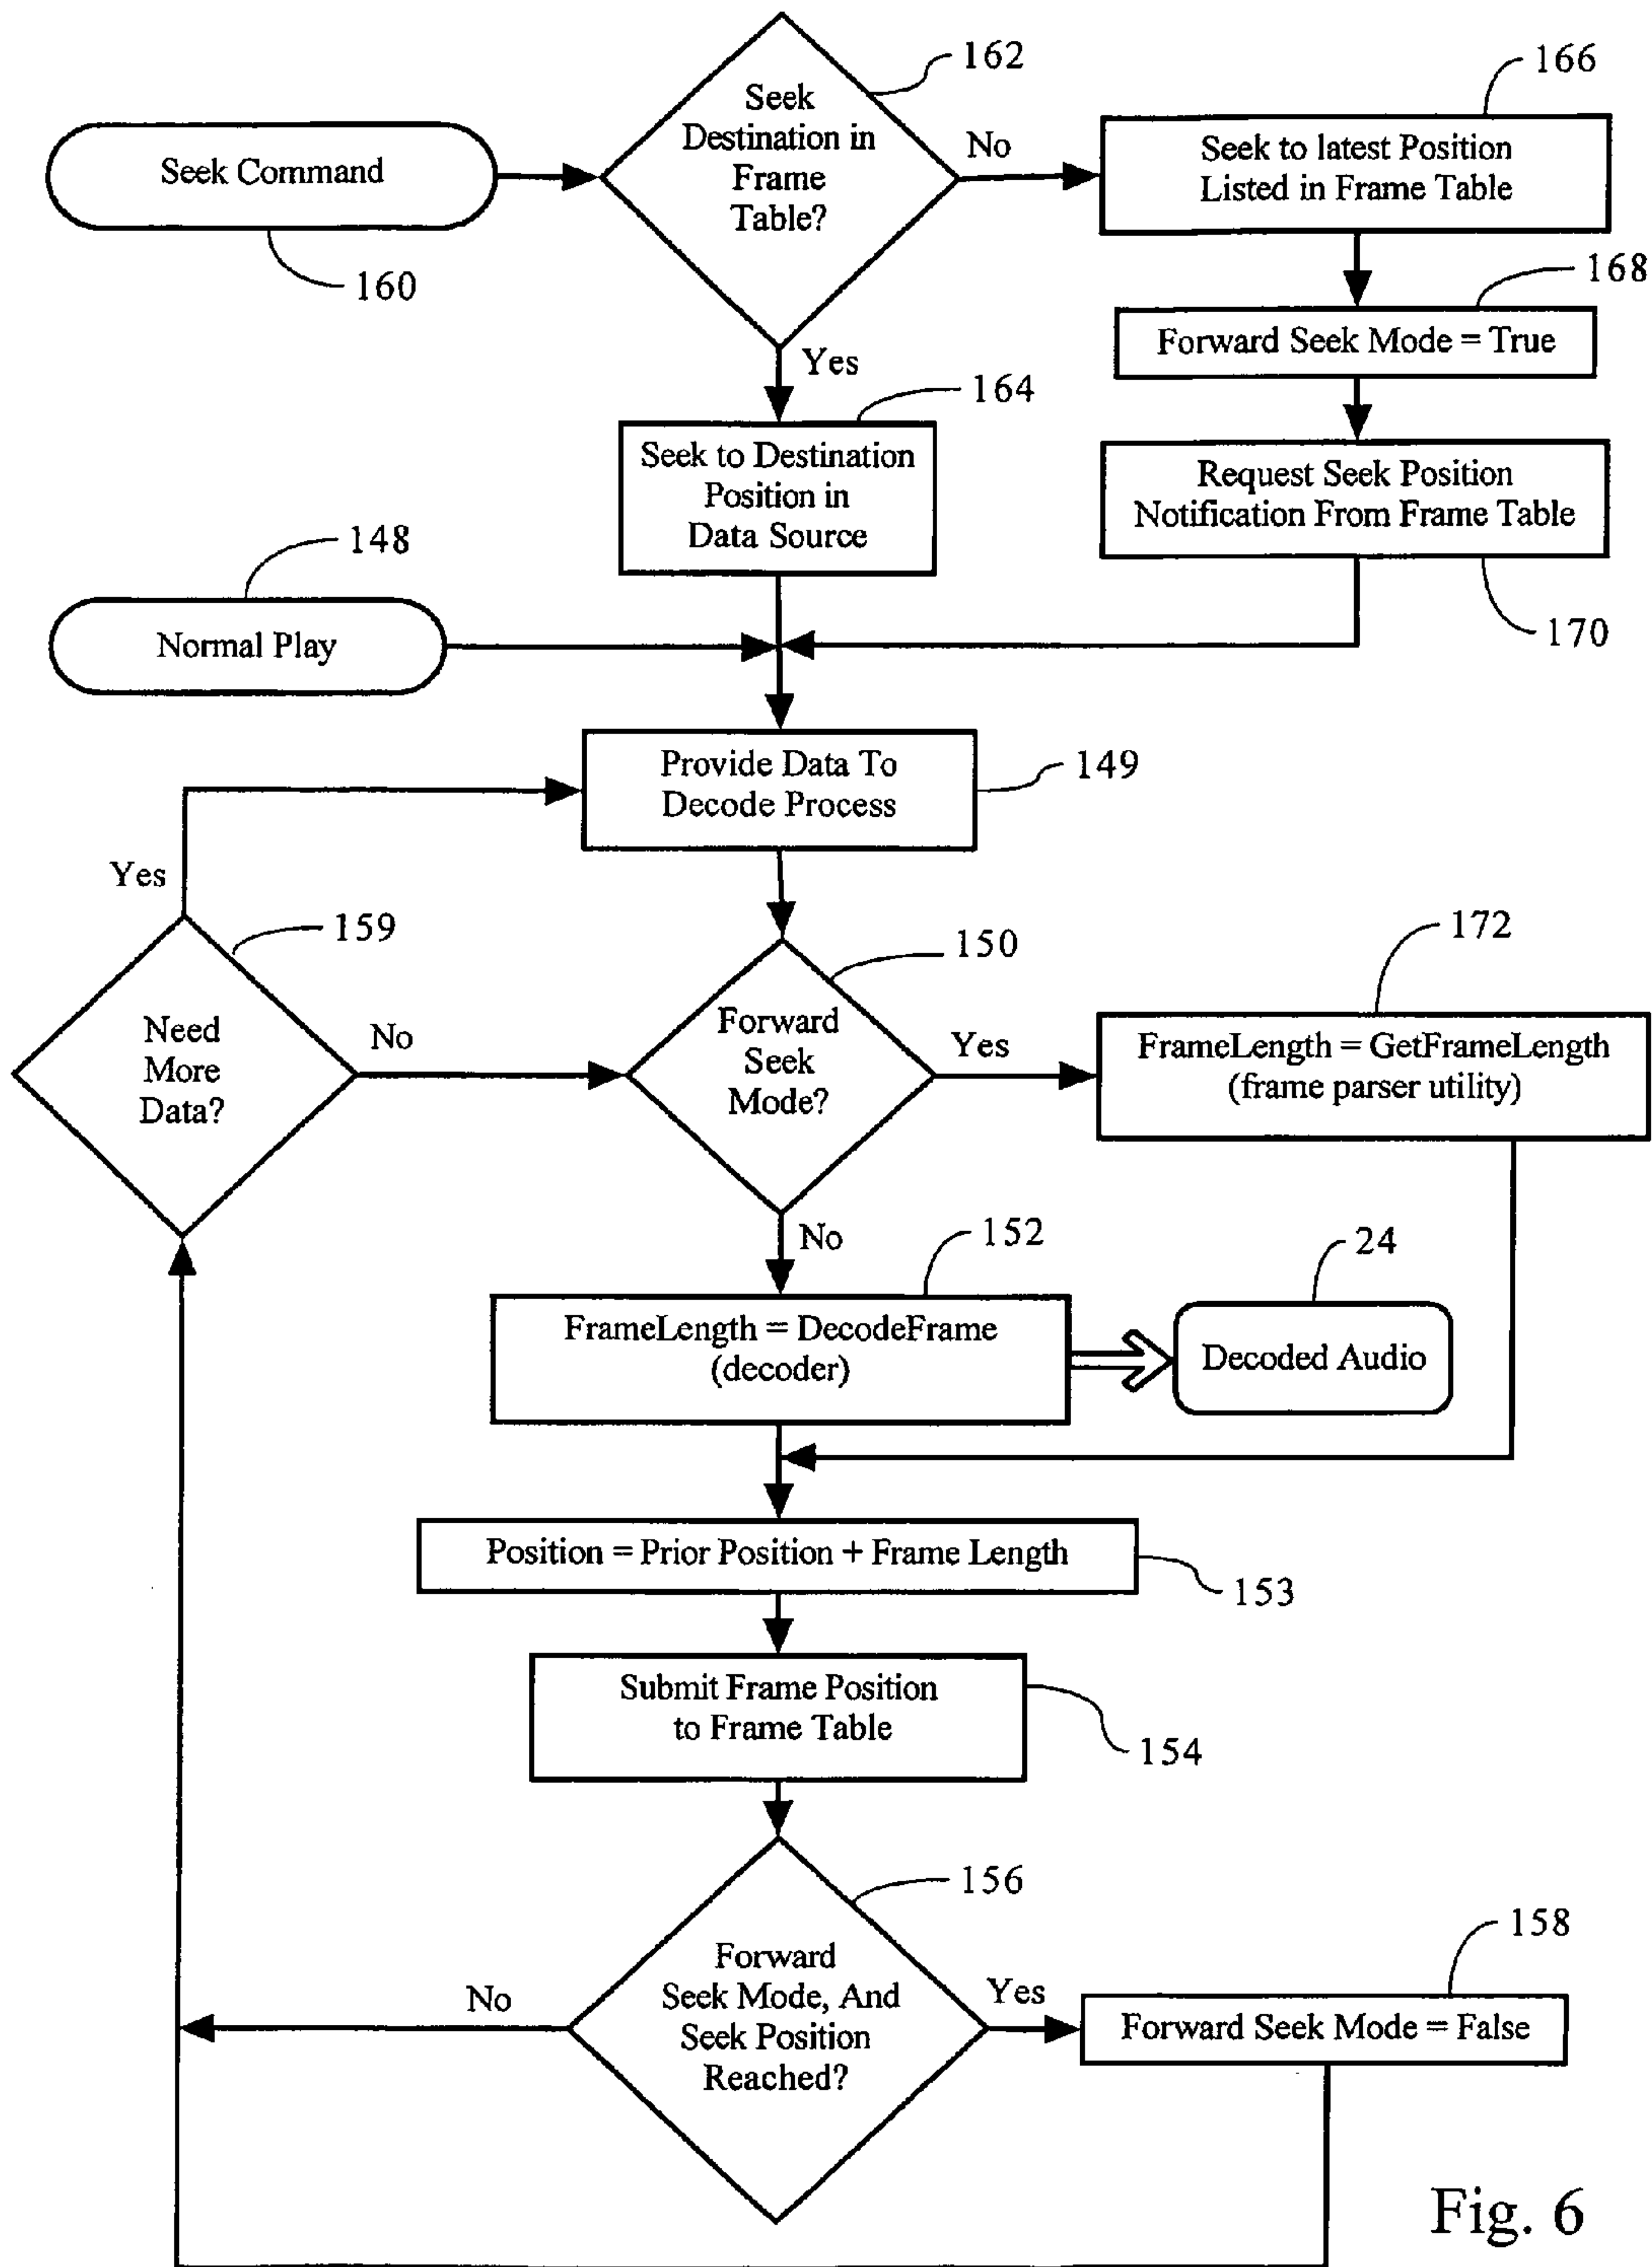 162
166
Seek
Destination in
Frame
Table?
No
Seek Command
Seek to latest Position
Listed in Frame Table
160
168
Yes
Forward Seek Mode = True
164
Seek to Destination
Position in
Data Source
Request Seek Position
Notification From Frame Table
148
170
Normal Play
Provide Data To
Decode Process
149
Yes
159
150
172
Need
More
Data?
No
Forward
Seek
Mode?
Yes
FrameLength = GetFrameLength
(frame parser utility)
No
152
24
FrameLength = DecodeFrame
(decoder)
Decoded Audio
Position = Prior Position + Frame Length
153
Submit Frame Position
to Frame Table
154
156
158
Forward
Seek Mode, And
Seek Position
Reached?
No
Yes
Forward Seek Mode = False
Fig. 6